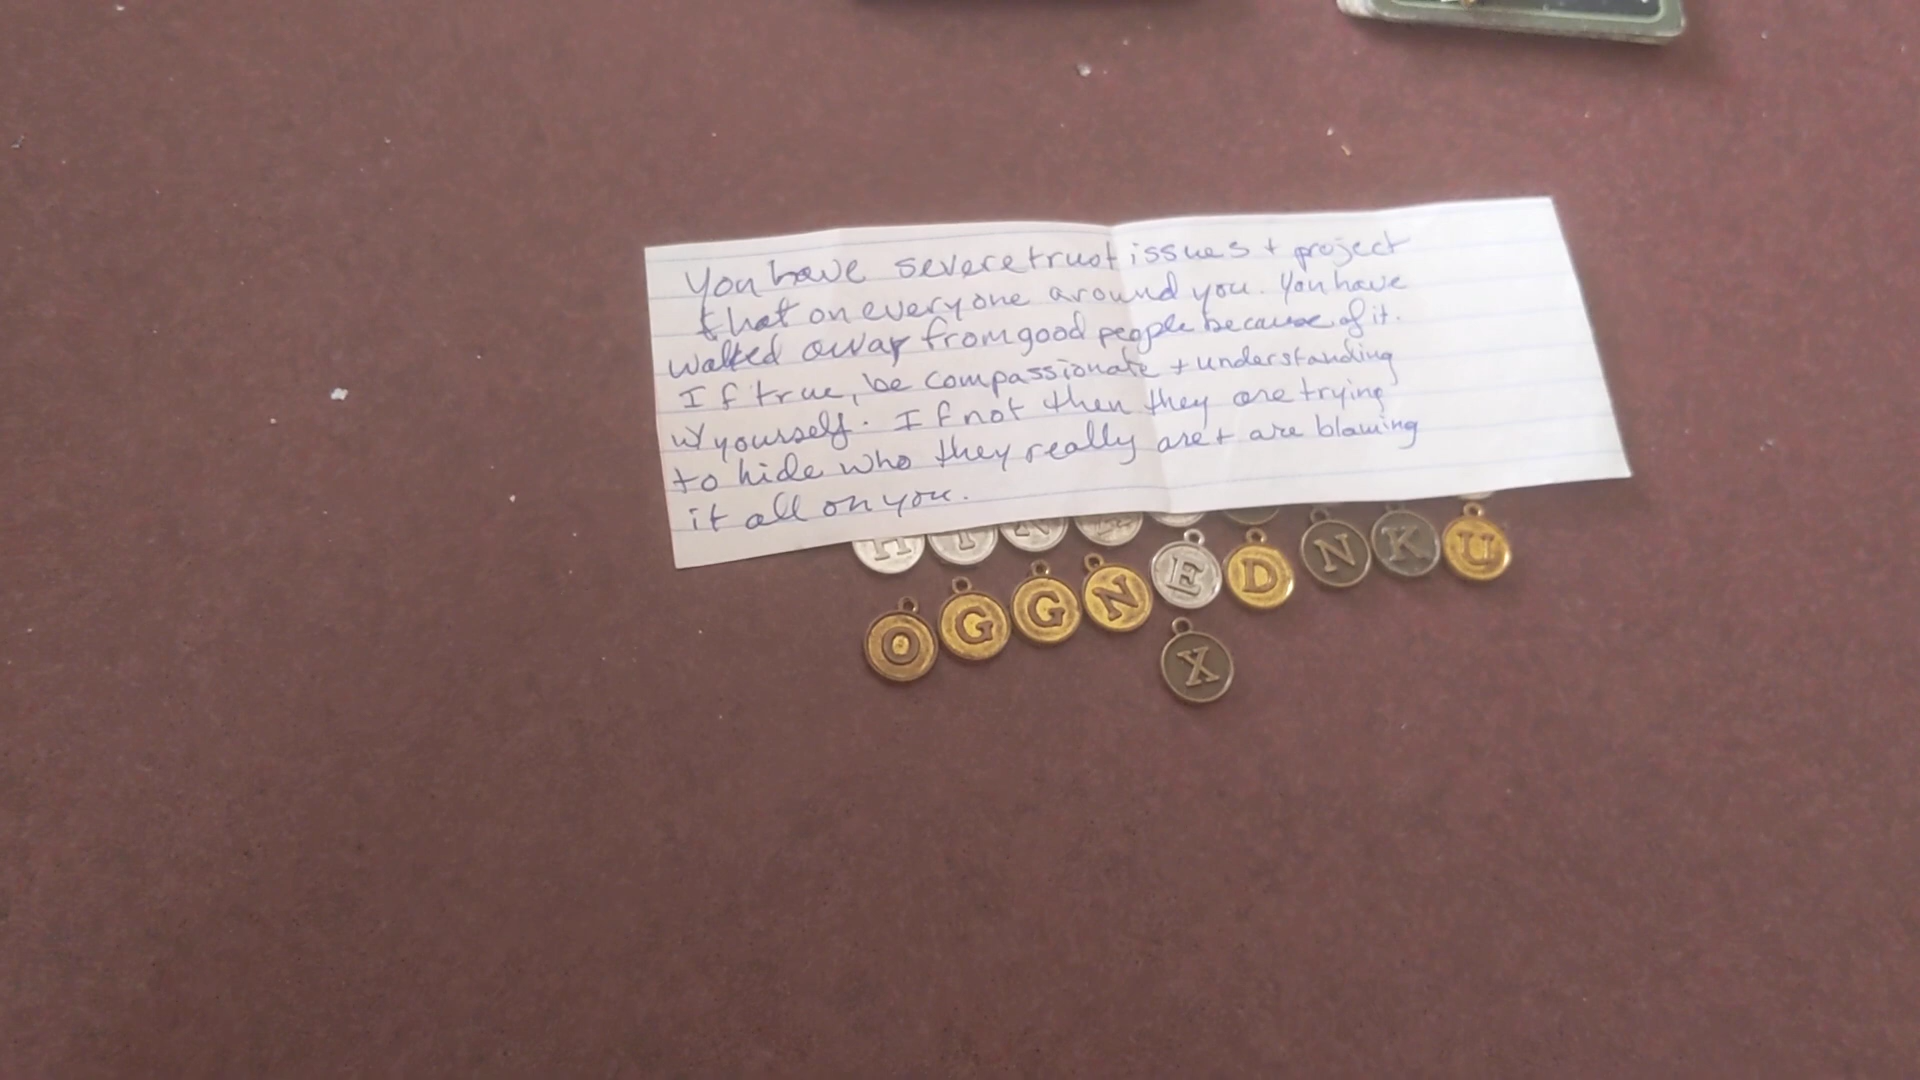 You have severe trust issues + project
that on everyone around you. You have
walked away from good people because of it.
If true, be compassionate + understanding
w/ yourself. If not then they are trying
to hide who they really are + are blaming
it all on you.
H I N
O G G N E D N K U
X